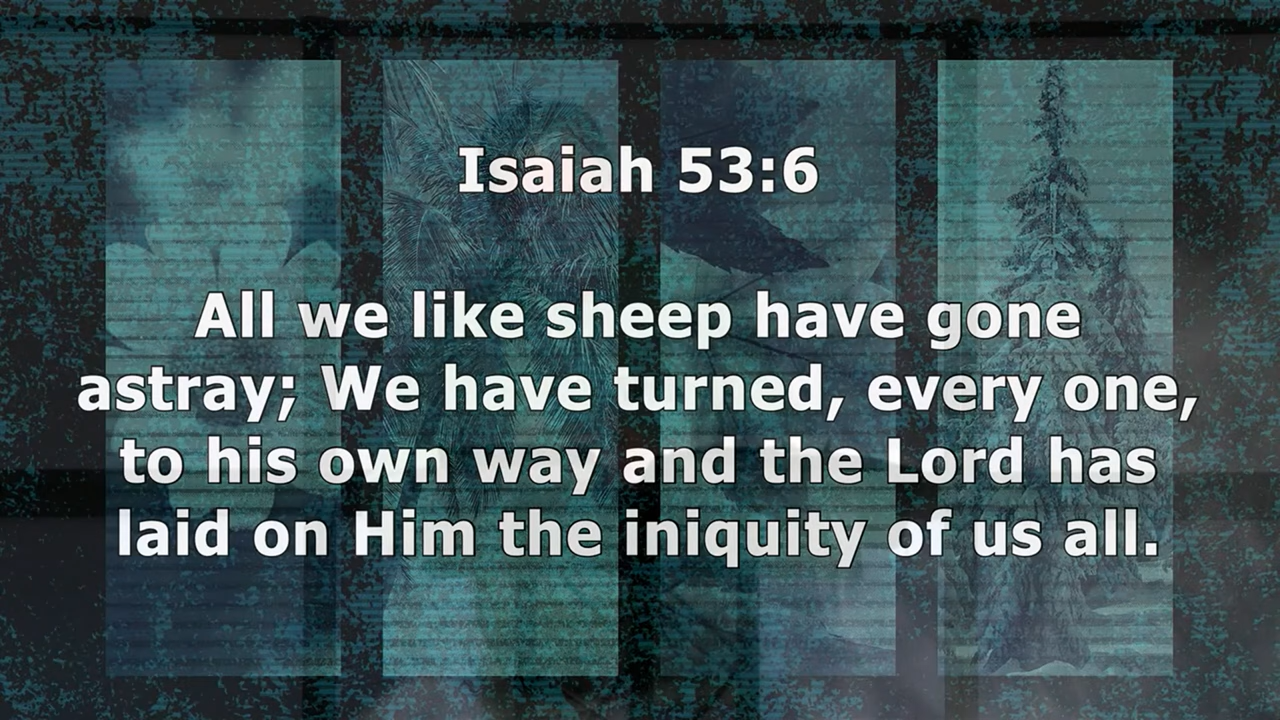 Isaiah 53:6
All we like sheep have gone
astray; We have turned, every one,
to his own way and the Lord has
laid on Him the iniquity of us all.